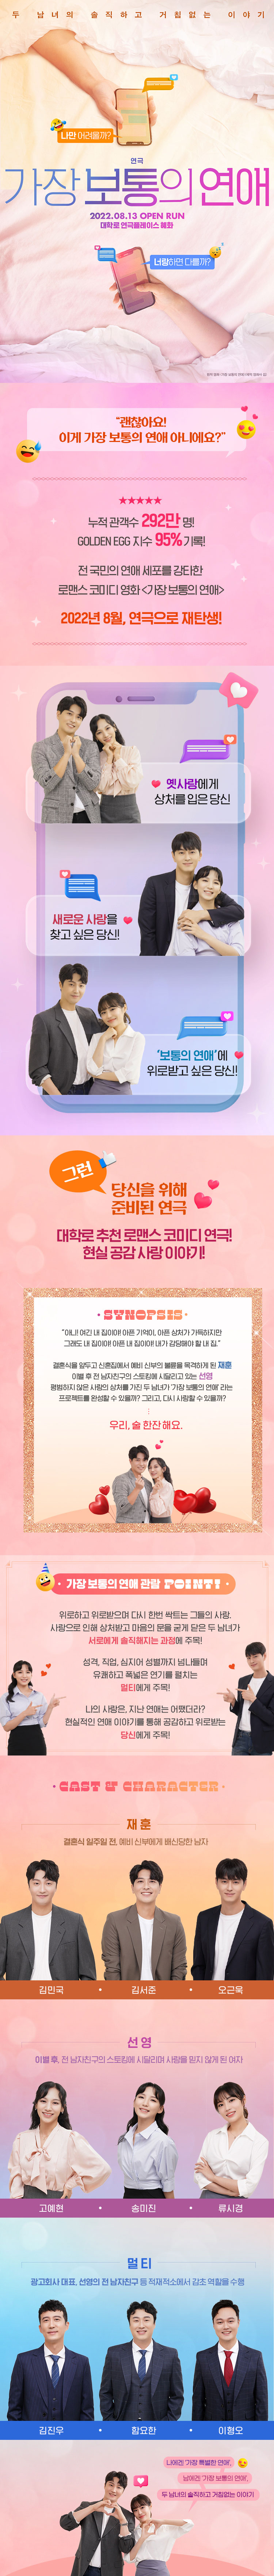 두 남녀의 솔직하고 거침없는 이야기
나만 어려울까?
연극
가장 보통의 연애
2022.08.13 OPEN RUN
대학로 연극플레이스 혜화
너랑하면 다를까?
"괜찮아요!
이게 가장 보통의 연애 아니에요?"
★★★★★
누적 관객수 292만 명!
GOLDEN EGG 지수 95% 기록!
전 국민의 연애 세포를 강타한
로맨스 코미디 영화 <가장 보통의 연애>
2022년 8월, 연극으로 재탄생!
옛사랑에게
상처를 입은 당신
새로운 사랑을
찾고 싶은 당신!
'보통의 연애'에
위로받고 싶은 당신!
그런
당신을 위해
준비된 연극
대학로 추천 로맨스 코미디 연극!
현실 공감 사랑 이야기!
SYNOPSIS
"아니! 여긴 내 집이야! 아픈 기억이, 아픈 상처가 가득하지만
그래도 내 집이야! 아픈 내 집이야! 내가 감당해야 할 내 집."
결혼식을 앞두고 신혼집에서 예비 신부의 불륜을 목격하게 된 재훈
이별 후 전 남자친구의 스토킹에 시달리고 있는 선영
평범하지 않은 사랑의 상처를 가진 두 남녀가 '가장 보통의 연애' 라는
프로젝트를 완성할 수 있을까? 그리고, 다시 사랑할 수 있을까?
우리, 술 한잔 해요.
가장 보통의 연애 관람 POINT!
위로하고 위로받으며 다시 한번 싹트는 그들의 사랑.
사랑으로 인해 상처받고 마음의 문을 굳게 닫은 두 남녀가
서로에게 솔직해지는 과정에 주목!
성격, 직업, 심지어 성별까지 넘나들며
유쾌하고 폭넓은 연기를 펼치는
멀티에게 주목!
나의 사랑은, 지난 연애는 어땠더라?
현실적인 연애 이야기를 통해 공감하고 위로받는
당신에게 주목!
CAST & CHARACTER
재훈
결혼식 일주일 전, 예비 신부에게 배신당한 남자
김민국 • 김서준 • 오근욱
선영
이별 후, 전 남자친구의 스토킹에 시달리며 사랑을 믿지 않게 된 여자
고예현 • 송미진 • 류시경
멀티
광고회사 대표, 선영의 전 남자친구 등 적재적소에서 감초 역할을 수행
김진우 • 함요한 • 이형오
나에겐 '가장 특별한 연애',
남에겐 '가장 보통의 연애',
두 남녀의 솔직하고 거침없는 이야기